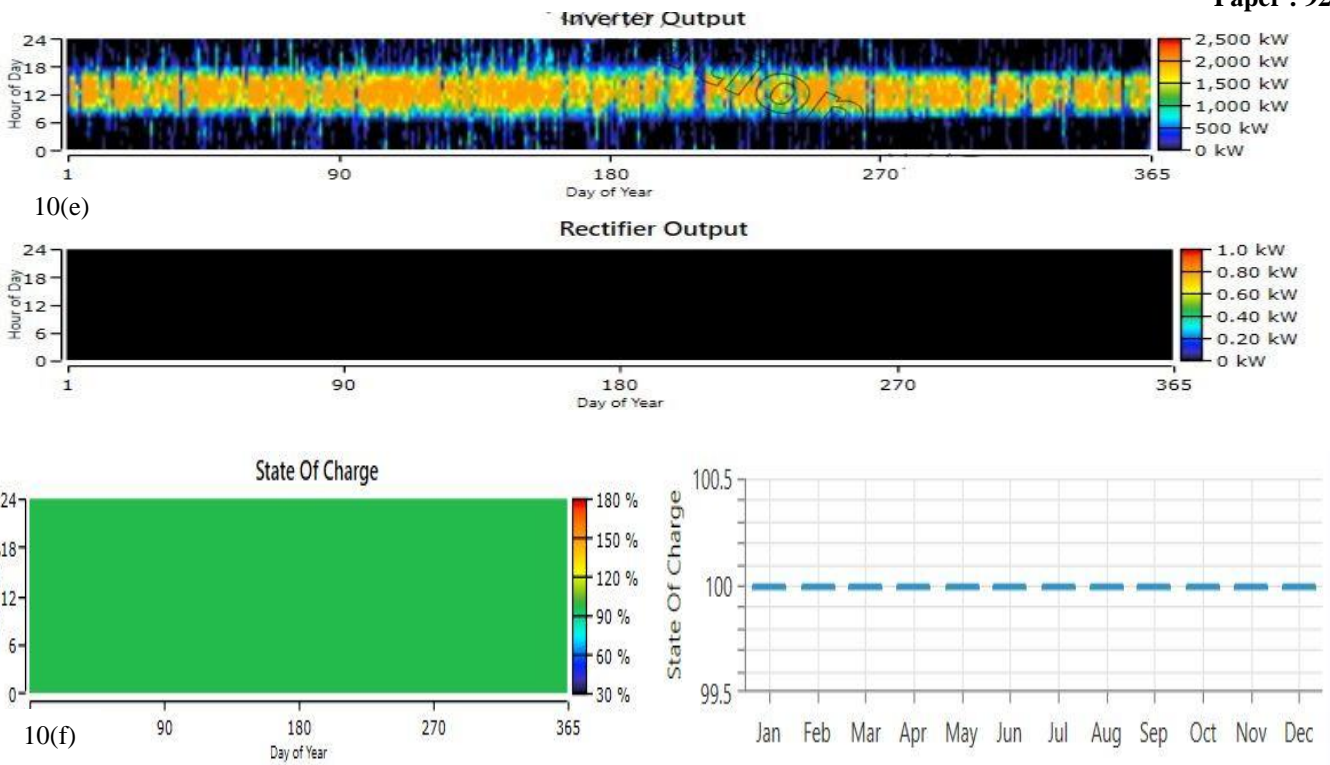 Paper : 92
Inverter Output
24
18
12
6
0
Hour of Day
2,500 kW
2,000 kW
1,500 kW
1,000 kW
500 kW
0 kW
1 90 180 270 365
Day of Year
10(e)
Rectifier Output
24
18
12
6
0
Hour of Day
1.0 kW
0.80 kW
0.60 kW
0.40 kW
0.20 kW
0 kW
1 90 180 270 365
Day of Year
State Of Charge
24
18
12
6
0
180 %
150 %
120 %
90 %
60 %
30 %
90 180 270 365
Day of Year
10(f)
State Of Charge
100.5
100
99.5
Jan Feb Mar Apr May Jun Jul Aug Sep Oct Nov Dec